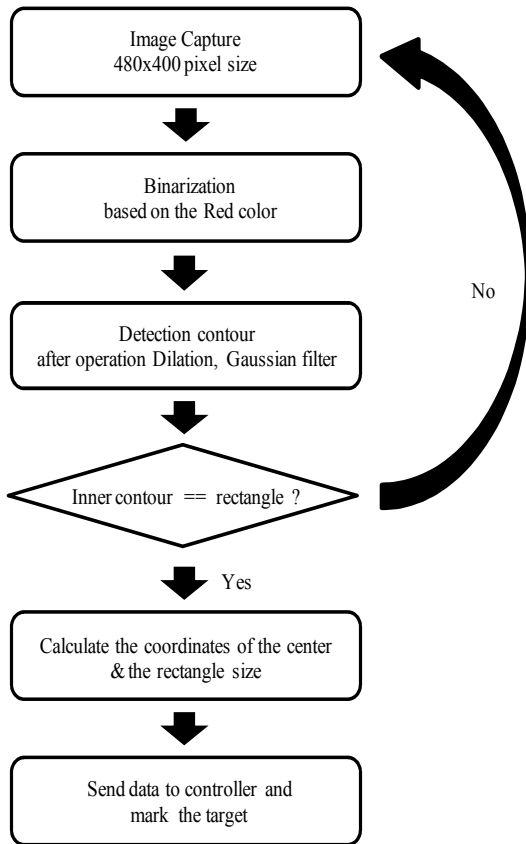 Image Capture
480x400 pixel size
Binarization
based on the Red color
No
Detection contour
after operation Dilation, Gaussian filter
Inner contour == rectangle ?
Yes
Calculate the coordinates of the center
& the rectangle size
Send data to controller and
mark the target